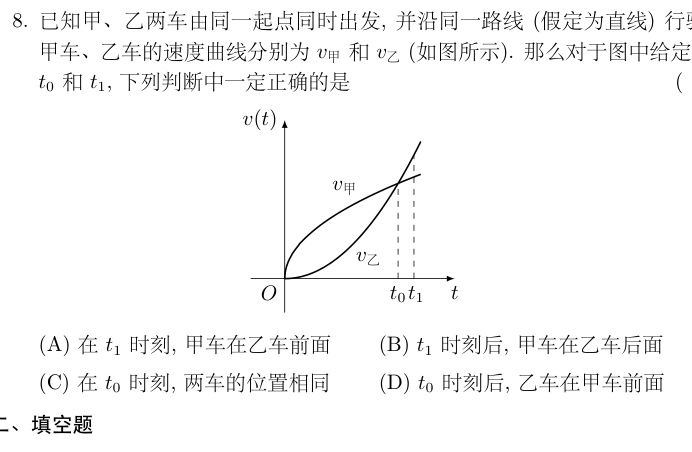 8. 已知甲、乙两车由同一起点同时出发, 并沿同一路线 (假定为直线) 行
甲车、乙车的速度曲线分别为 v甲 和 v乙 (如图所示). 那么对于图中给定
t₀ 和 t₁, 下列判断中一定正确的是 (
v(t)
v甲
v乙
O t₀ t₁ t
(A) 在 t₁ 时刻, 甲车在乙车前面 (B) t₁ 时刻后, 甲车在乙车后面
(C) 在 t₀ 时刻, 两车的位置相同 (D) t₀ 时刻后, 乙车在甲车前面
二、填空题